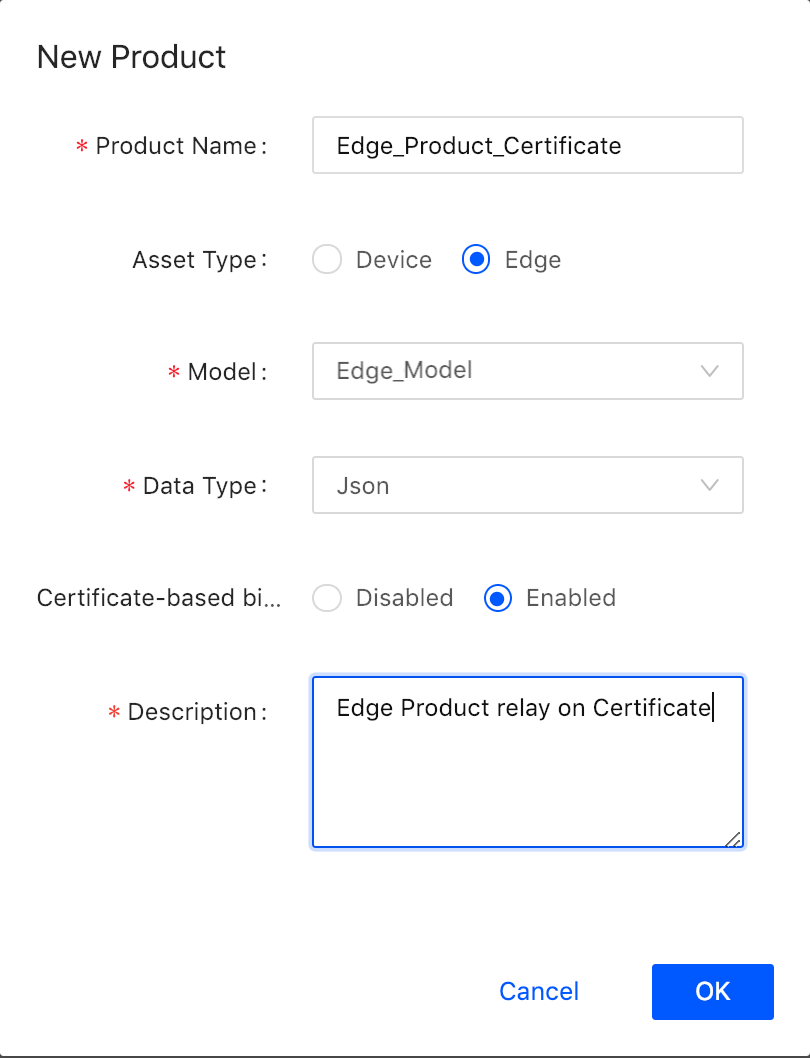 New Product
* Product Name: Edge_Product_Certificate
Asset Type: Device Edge
* Model: Edge_Model
* Data Type: Json
Certificate-based bi... Disabled Enabled
* Description: Edge Product relay on Certificate
Cancel OK